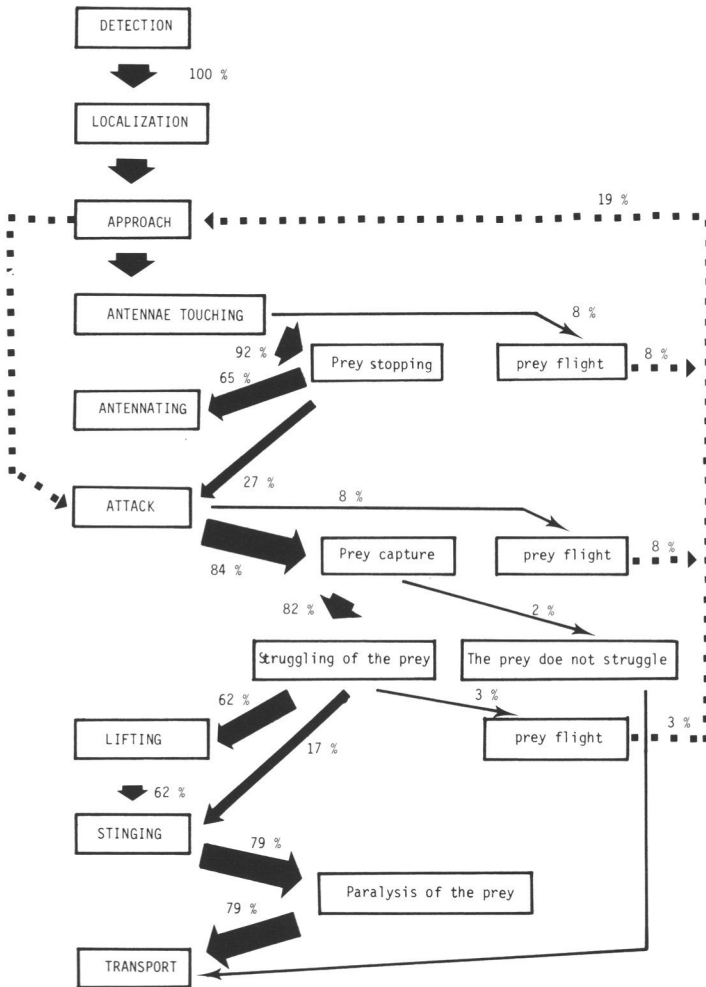 DETECTION
100 %
LOCALIZATION
19 %
APPROACH
ANTENNAE TOUCHING
8 %
92 %
Prey stopping
prey flight
8 %
65 %
ANTENNATING
27 %
ATTACK
8 %
84 %
Prey capture
prey flight
8 %
82 %
2 %
Struggling of the prey
The prey doe not struggle
62 %
3 %
LIFTING
17 %
prey flight
3 %
62 %
STINGING
79 %
Paralysis of the prey
79 %
TRANSPORT